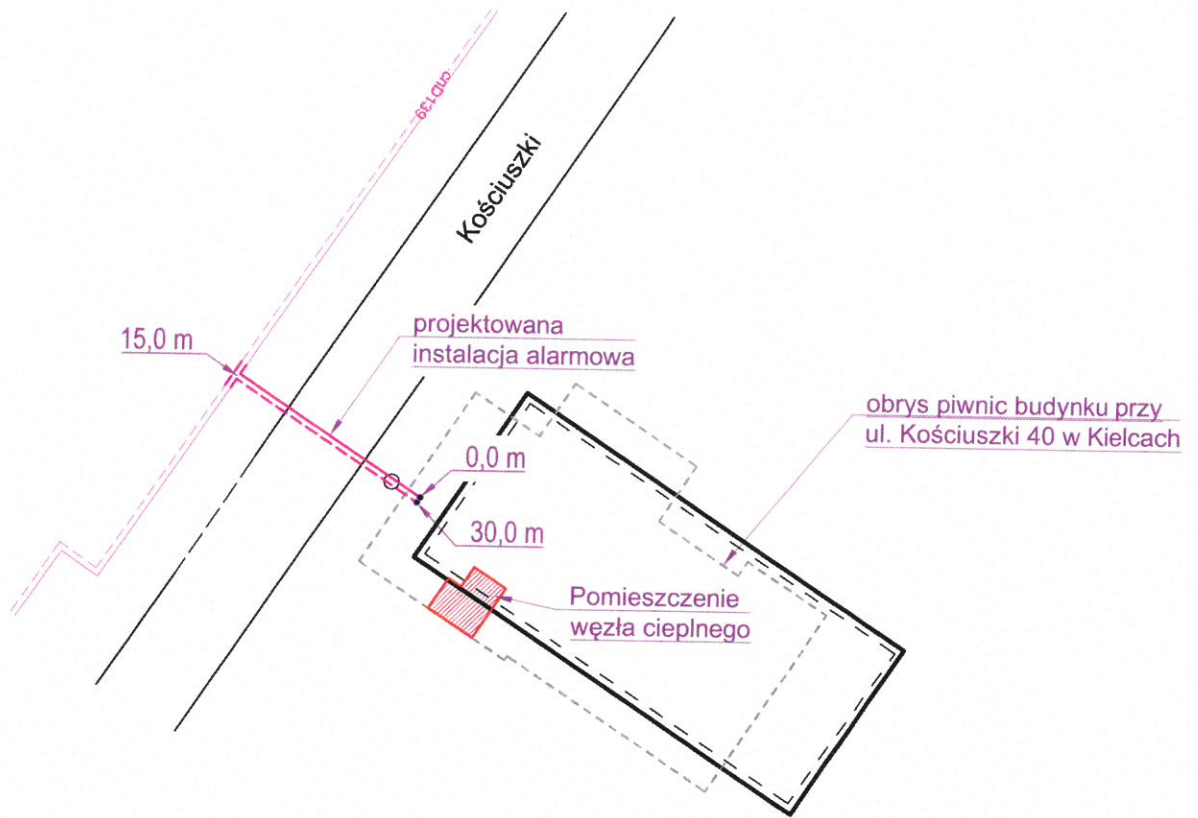 cnD139
Kościuszki
15,0 m
projektowana
instalacja alarmowa
obrys piwnic budynku przy
ul. Kościuszki 40 w Kielcach
0,0 m
30,0 m
Pomieszczenie
węzła cieplnego